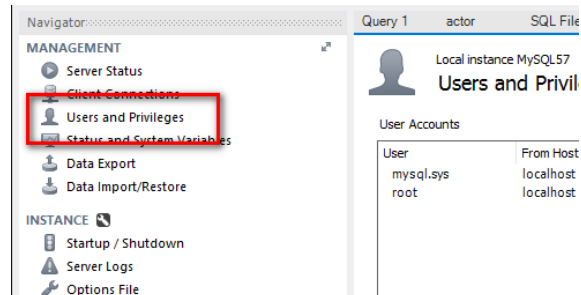 Navigator
MANAGEMENT
Server Status
Client Connections
Users and Privileges
Status and System Variables
Data Export
Data Import/Restore
INSTANCE
Startup / Shutdown
Server Logs
Options File
Query 1 actor SQL File
Local instance MySQL57
Users and Privile
User Accounts
User From Host
mysql.sys localhost
root localhost